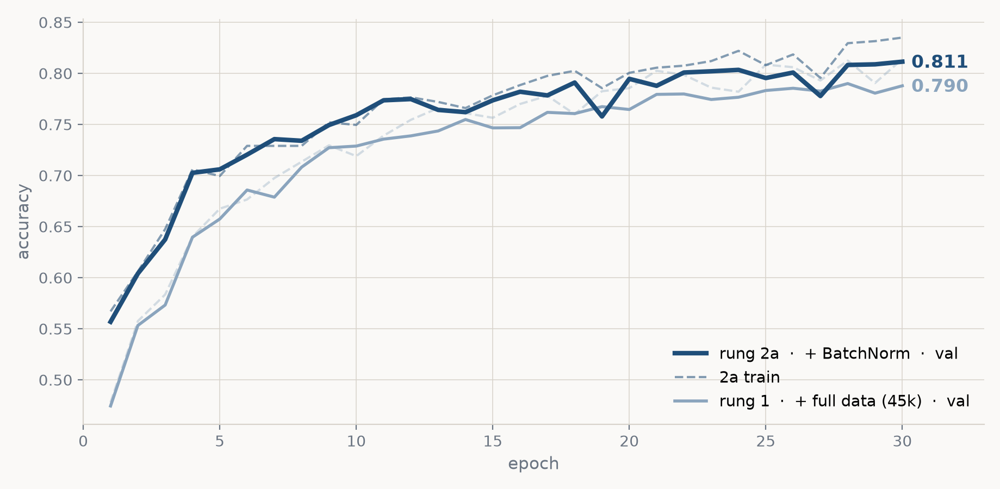 0.85
0.80
0.75
0.70
0.65
0.60
0.55
0.50
accuracy
0.811
0.790
rung 2a · + BatchNorm · val
2a train
rung 1 · + full data (45k) · val
0 5 10 15 20 25 30
epoch